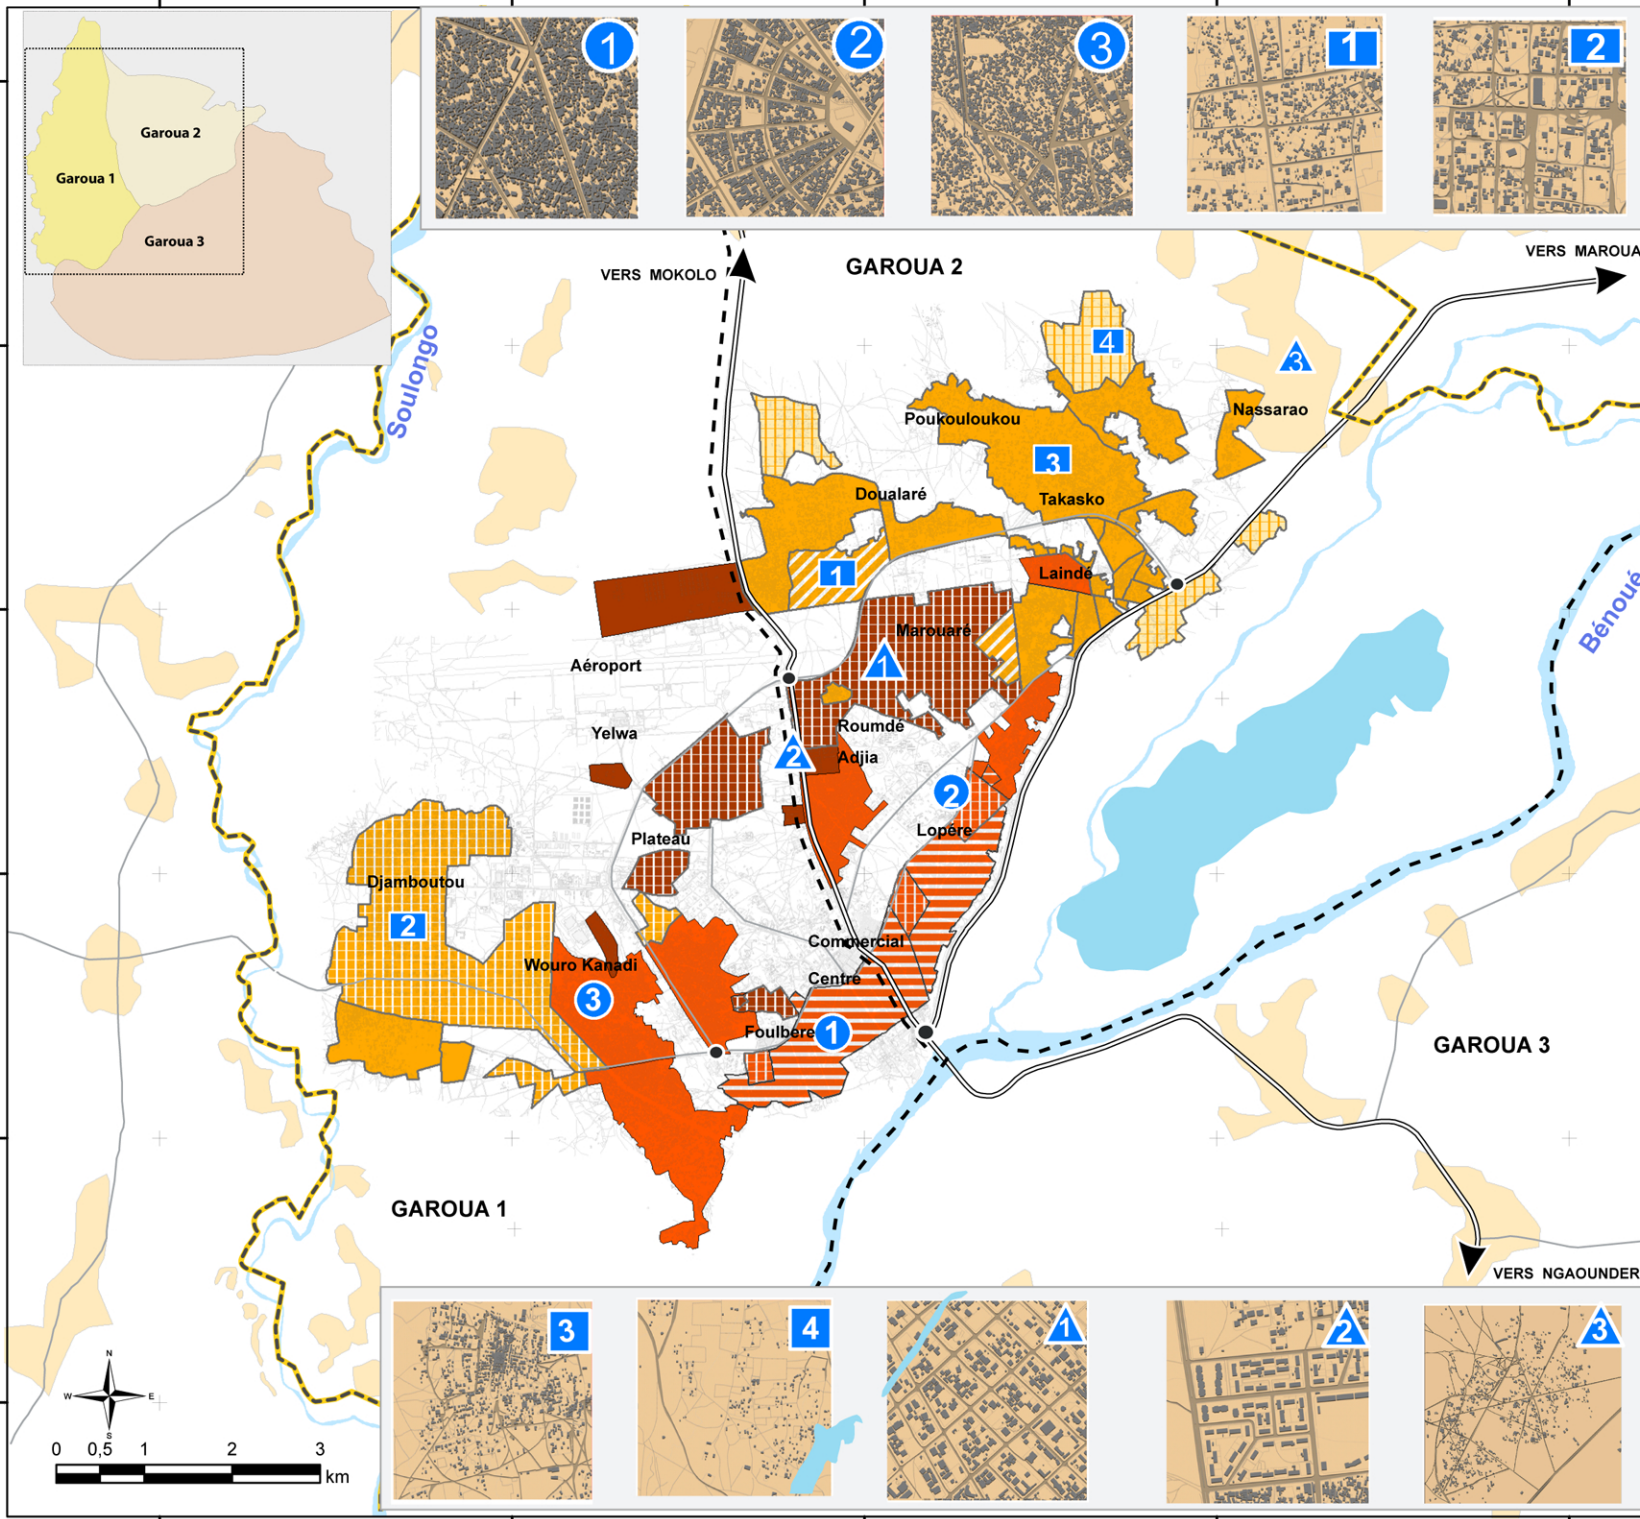 Garoua 2
Garoua 1
Garoua 3
1
2
3
1
2
VERS MOKOLO
GAROUA 2
VERS MAROUA
Soulongo
4
3
Poukouloukou
Nassarao
3
Doualaré
Takasko
1
Laindé
Bénoué
Marouaré
1
Aéroport
Roumdé
Yelwa
2
Adjia
2
Lopére
Plateau
Djamboutou
2
Commercial
Wouro Kanadi
Centre
3
Foulbere
1
GAROUA 3
GAROUA 1
VERS NGAOUNDER
3
4
1
2
3
N
W E
S
0 0,5 1 2 3
km